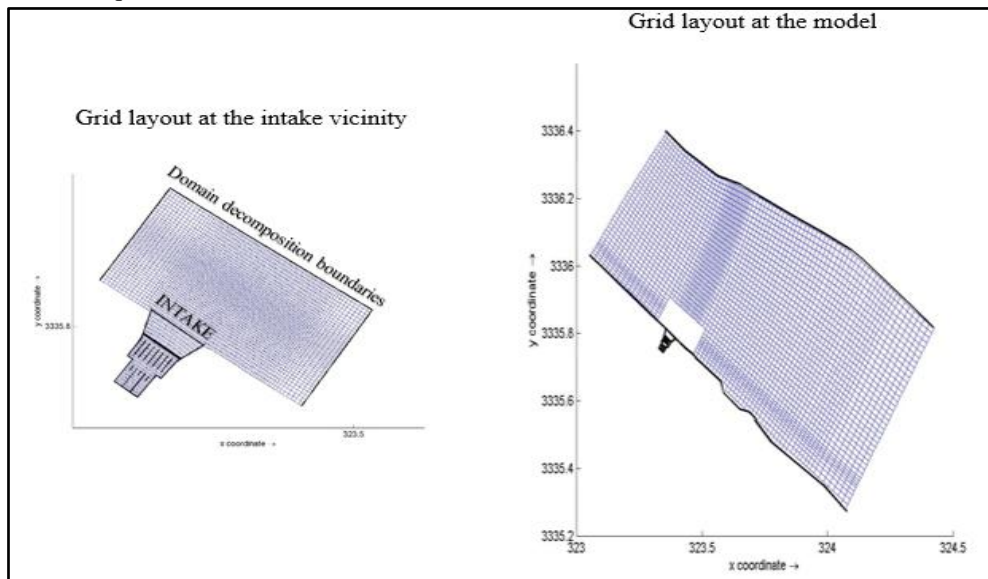 Grid layout at the model
Grid layout at the intake vicinity
Domain decomposition boundaries
INTAKE
y coordinate →
3335.8
323.5
x coordinate →
3336.4
3336.2
3336
3335.8
3335.6
3335.4
3335.2
y coordinate →
323
323.5
324
324.5
x coordinate →